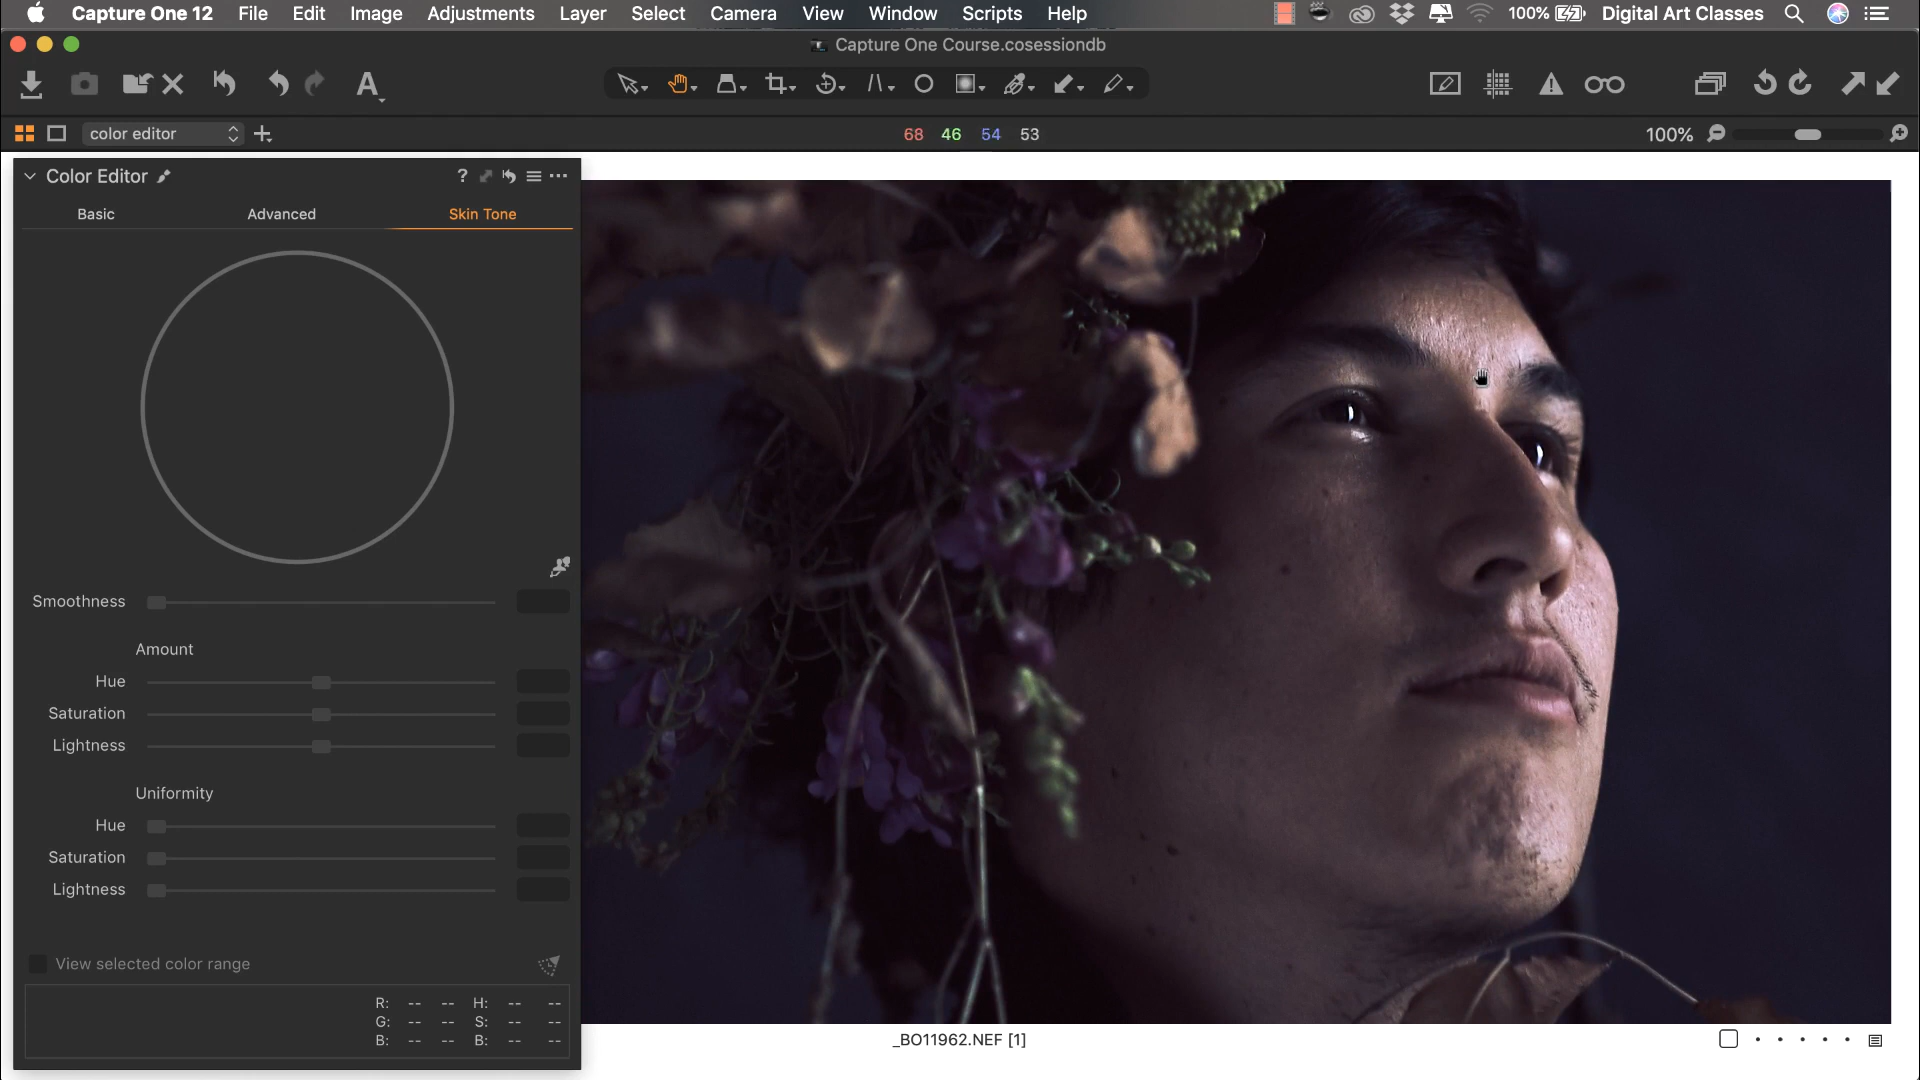 Capture One 12 File Edit Image Adjustments Layer Select Camera View Window Scripts Help 100% Digital Art Classes
Capture One Course.cosessiondb
A
color editor 68 46 54 53 100%
Color Editor ?
Basic Advanced Skin Tone
Smoothness
Amount
Hue
Saturation
Lightness
Uniformity
Hue
Saturation
Lightness
View selected color range
R: -- -- H: -- --
G: -- -- S: -- --
B: -- -- B: -- --
_BO11962.NEF [1]